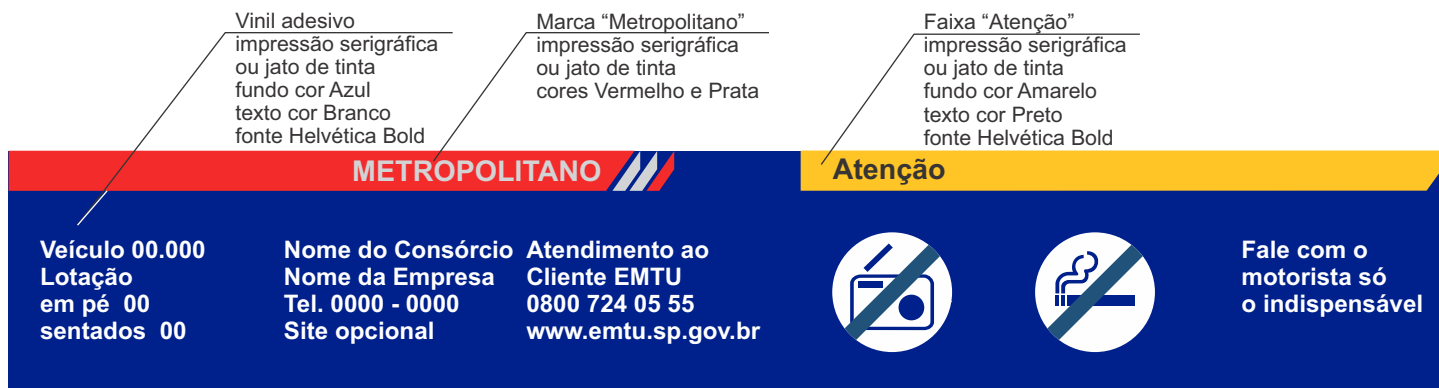 Vinil adesivo
impressão serigráfica
ou jato de tinta
fundo cor Azul
texto cor Branco
fonte Helvética Bold
Marca “Metropolitano”
impressão serigráfica
ou jato de tinta
cores Vermelho e Prata
Faixa “Atenção”
impressão serigráfica
ou jato de tinta
fundo cor Amarelo
texto cor Preto
fonte Helvética Bold
METROPOLITANO
Atenção
Veículo 00.000
Lotação
em pé 00
sentados 00
Nome do Consórcio
Nome da Empresa
Tel. 0000 - 0000
Site opcional
Atendimento ao
Cliente EMTU
0800 724 05 55
www.emtu.sp.gov.br
Fale com o
motorista só
o indispensável